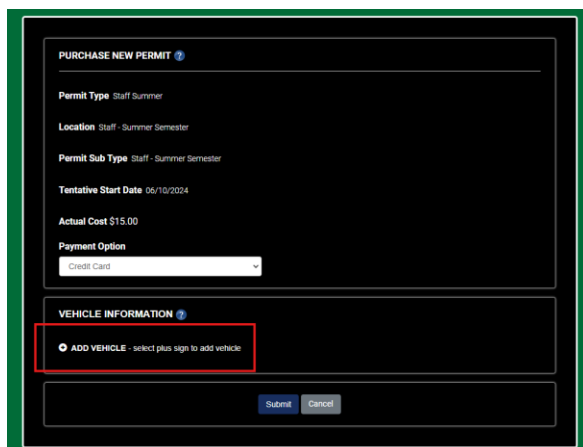 PURCHASE NEW PERMIT ?
Permit Type Staff Summer
Location Staff - Summer Semester
Permit Sub Type Staff - Summer Semester
Tentative Start Date 06/10/2024
Actual Cost $15.00
Payment Option
Credit Card
VEHICLE INFORMATION ?
ADD VEHICLE - select plus sign to add vehicle
Submit Cancel